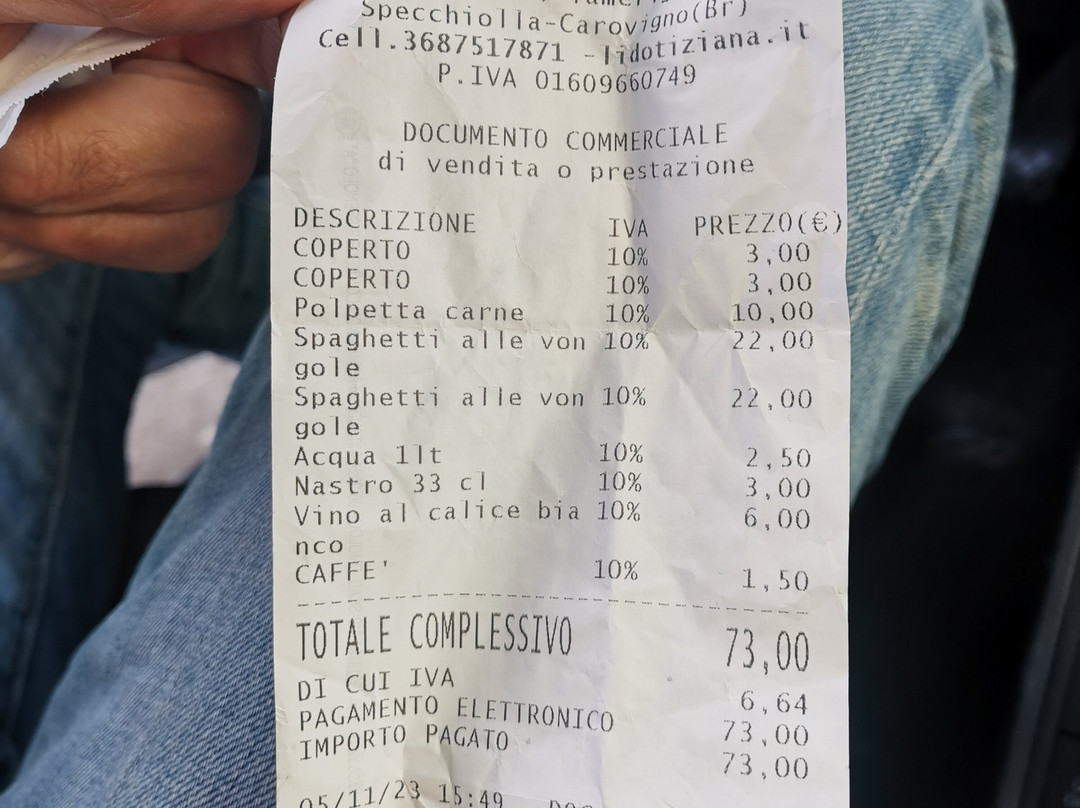 Specchiolla-Carovigno(Br)
Cell.3687517871 -lidotiziana.it
P.IVA 01609660749
DOCUMENTO COMMERCIALE
di vendita o prestazione
DESCRIZIONE IVA PREZZO(€)
COPERTO 10% 3,00
COPERTO 10% 3,00
Polpetta carne 10% 10,00
Spaghetti alle von 10% 22,00
gole
Spaghetti alle von 10% 22,00
gole
Acqua 1lt 10% 2,50
Nastro 33 cl 10% 3,00
Vino al calice bia 10% 6,00
nco
CAFFE' 10% 1,50
TOTALE COMPLESSIVO 73,00
DI CUI IVA 6,64
PAGAMENTO ELETTRONICO 73,00
IMPORTO PAGATO 73,00
05/11/23 15:49